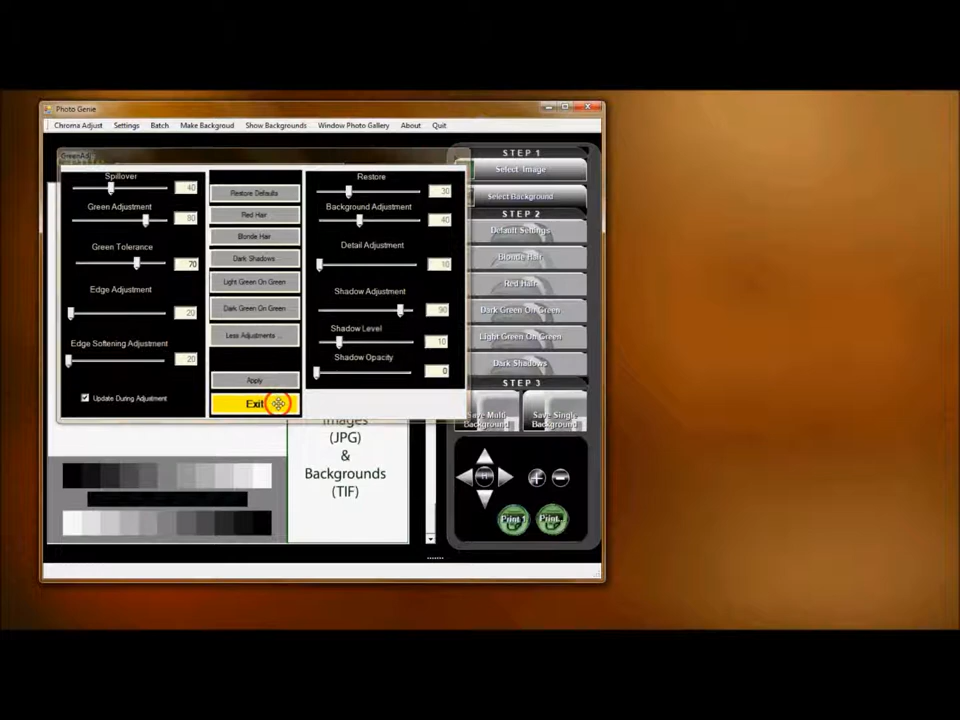 Photo Genie
Chroma Adjust Settings Batch Make Backgroud Show Backgrounds Window Photo Gallery About Quit
GreenAdj
Spillover
40
Green Adjustment
80
Green Tolerance
70
Edge Adjustment
20
Edge Softening Adjustment
20
Update During Adjustment
Restore Defaults
Red Hair
Blonde Hair
Dark Shadows
Light Green On Green
Dark Green On Green
Less Adjustments ...
Apply
Exit
Restore
30
Background Adjustment
40
Detail Adjustment
10
Shadow Adjustment
90
Shadow Level
10
Shadow Opacity
0
STEP 1
Select Image
Select Background
STEP 2
Default Settings
Blonde Hair
Red Hair
Dark Green On Green
Light Green On Green
Dark Shadows
STEP 3
Save Multi
Background
Save Single
Background
H
Print 1
Print..
Images
(JPG)
&
Backgrounds
(TIF)